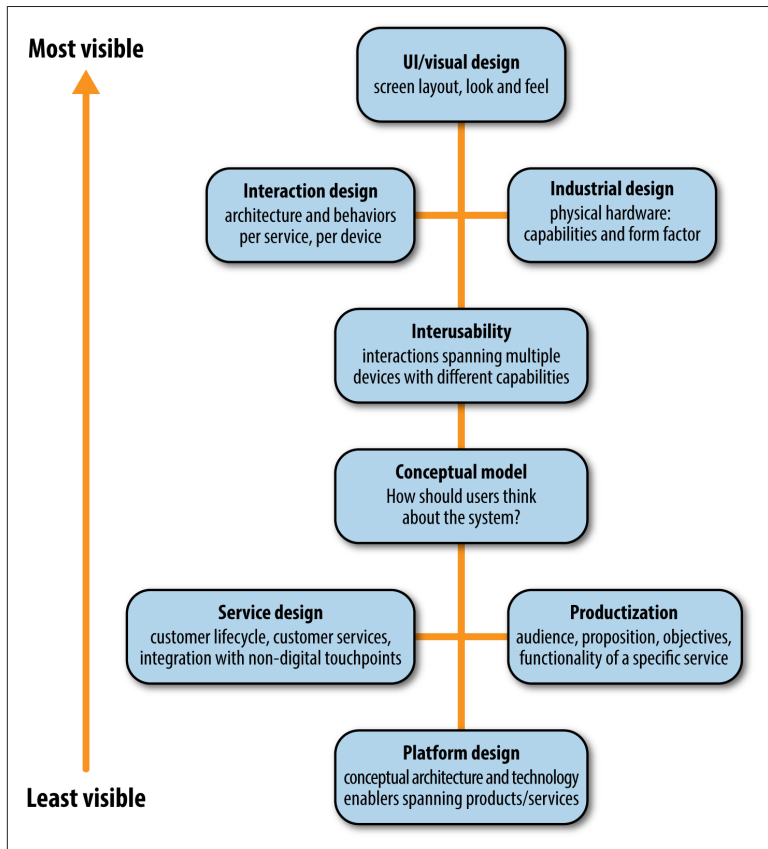 Most visible
UI/visual design
screen layout, look and feel
Interaction design
architecture and behaviors
per service, per device
Industrial design
physical hardware:
capabilities and form factor
Interusability
interactions spanning multiple
devices with different capabilities
Conceptual model
How should users think
about the system?
Service design
customer lifecycle, customer services,
integration with non-digital touchpoints
Productization
audience, proposition, objectives,
functionality of a specific service
Platform design
conceptual architecture and technology
enablers spanning products/services
Least visible